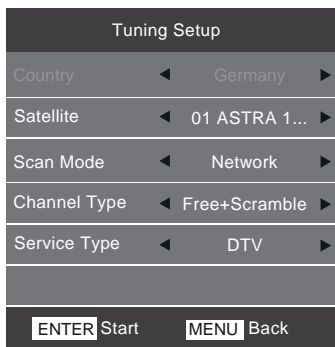 Tuning Setup
Country Germany
Satellite 01 ASTRA 1...
Scan Mode Network
Channel Type Free+Scramble
Service Type DTV
ENTER Start MENU Back